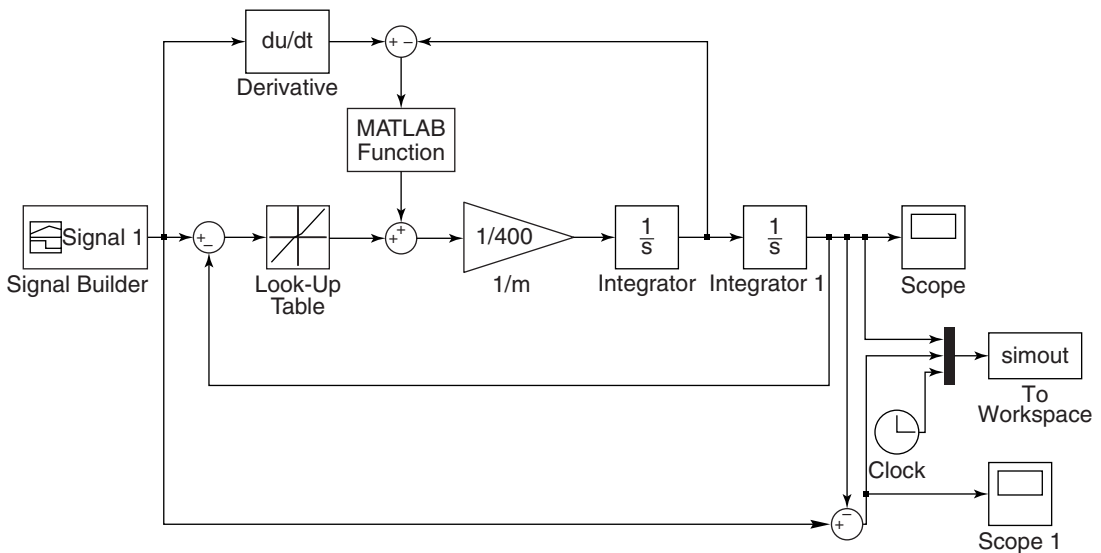 du/dt
+ −
Derivative
MATLAB
Function
Signal 1
Signal Builder
+
−
Look-Up
Table
+
+
1/400
1/m
1
s
Integrator
1
s
Integrator 1
Scope
simout
To
Workspace
Clock
−
+
Scope 1